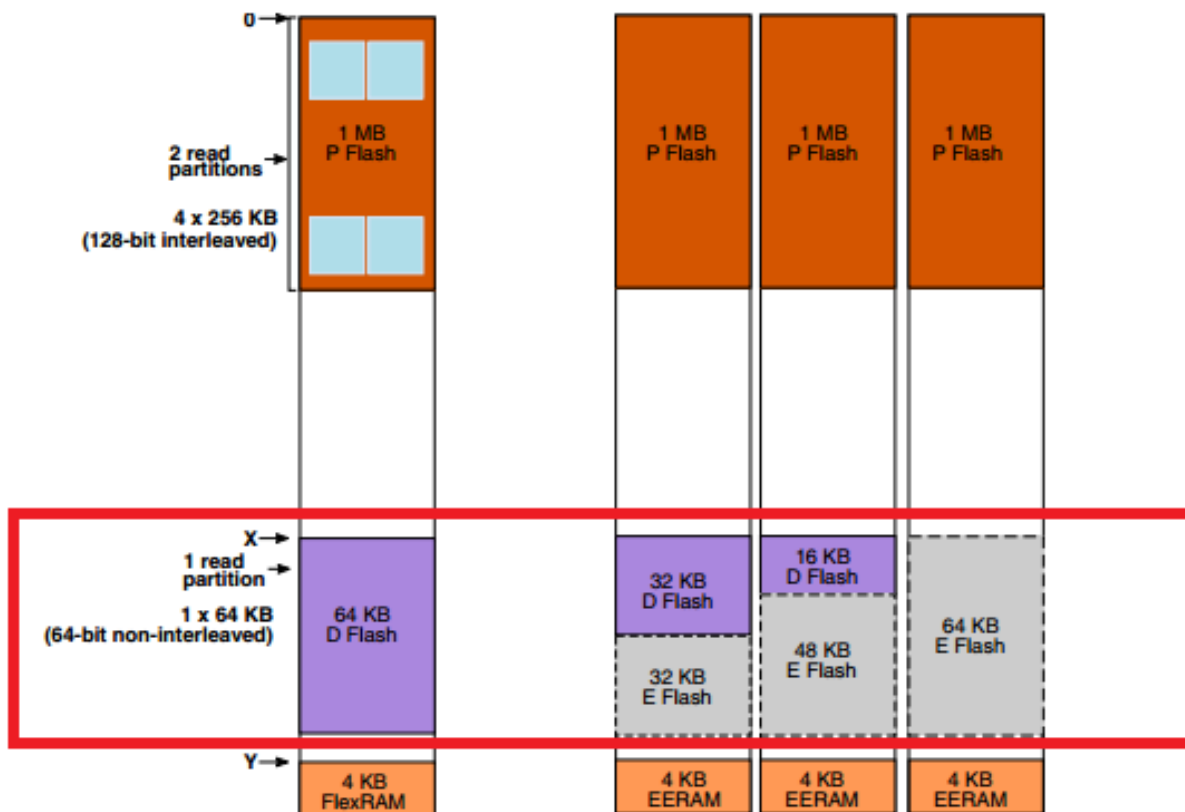 0
1 MB
P Flash
1 MB
P Flash
1 MB
P Flash
1 MB
P Flash
2 read
partitions
4 x 256 KB
(128-bit interleaved)
X
1 read
partition
1 x 64 KB
(64-bit non-interleaved)
64 KB
D Flash
32 KB
D Flash
32 KB
E Flash
16 KB
D Flash
48 KB
E Flash
64 KB
E Flash
Y
4 KB
FlexRAM
4 KB
EERAM
4 KB
EERAM
4 KB
EERAM